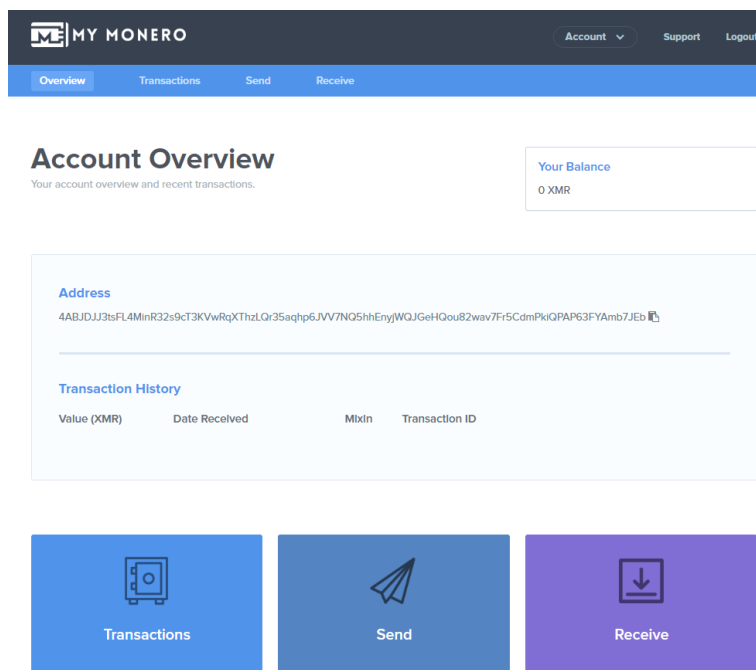 MY MONERO
Account Support Logout
Overview Transactions Send Receive
Account Overview
Your account overview and recent transactions.
Your Balance
0 XMR
Address
4ABJDJJ3tsFL4MinR32s9cT3KVwRqXThzLQr35aqhp6JVV7NQ5hhEnyjWQJGeHQou82wav7Fr5CdmPkiQPAP63FYAmb7JEb
Transaction History
Value (XMR) Date Received Mixin Transaction ID
Transactions Send Receive